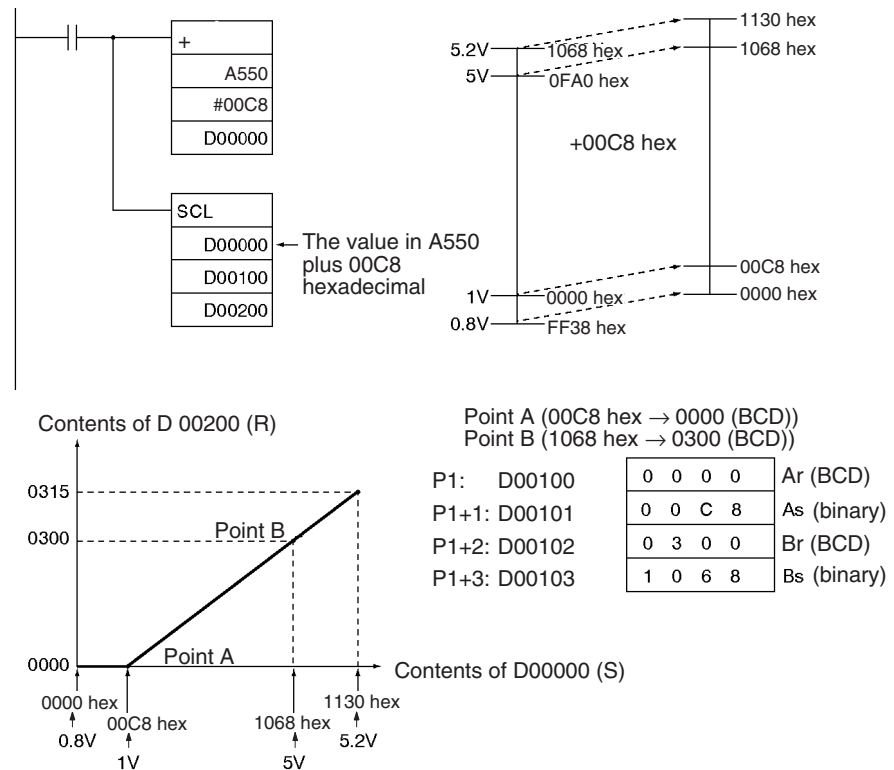 +
A550
#00C8
D00000
SCL
D00000
D00100
D00200
The value in A550
plus 00C8
hexadecimal
1130 hex
5.2V 1068 hex 1068 hex
5V 0FA0 hex
+00C8 hex
00C8 hex
1V 0000 hex 0000 hex
0.8V FF38 hex
Contents of D 00200 (R)
0315
0300
Point B
0000
Point A
Contents of D00000 (S)
0000 hex
00C8 hex
1068 hex
1130 hex
0.8V
1V
5V
5.2V
Point A (00C8 hex → 0000 (BCD))
Point B (1068 hex → 0300 (BCD))
P1: D00100 0 0 0 0 Ar (BCD)
P1+1: D00101 0 0 C 8 As (binary)
P1+2: D00102 0 3 0 0 Br (BCD)
P1+3: D00103 1 0 6 8 Bs (binary)